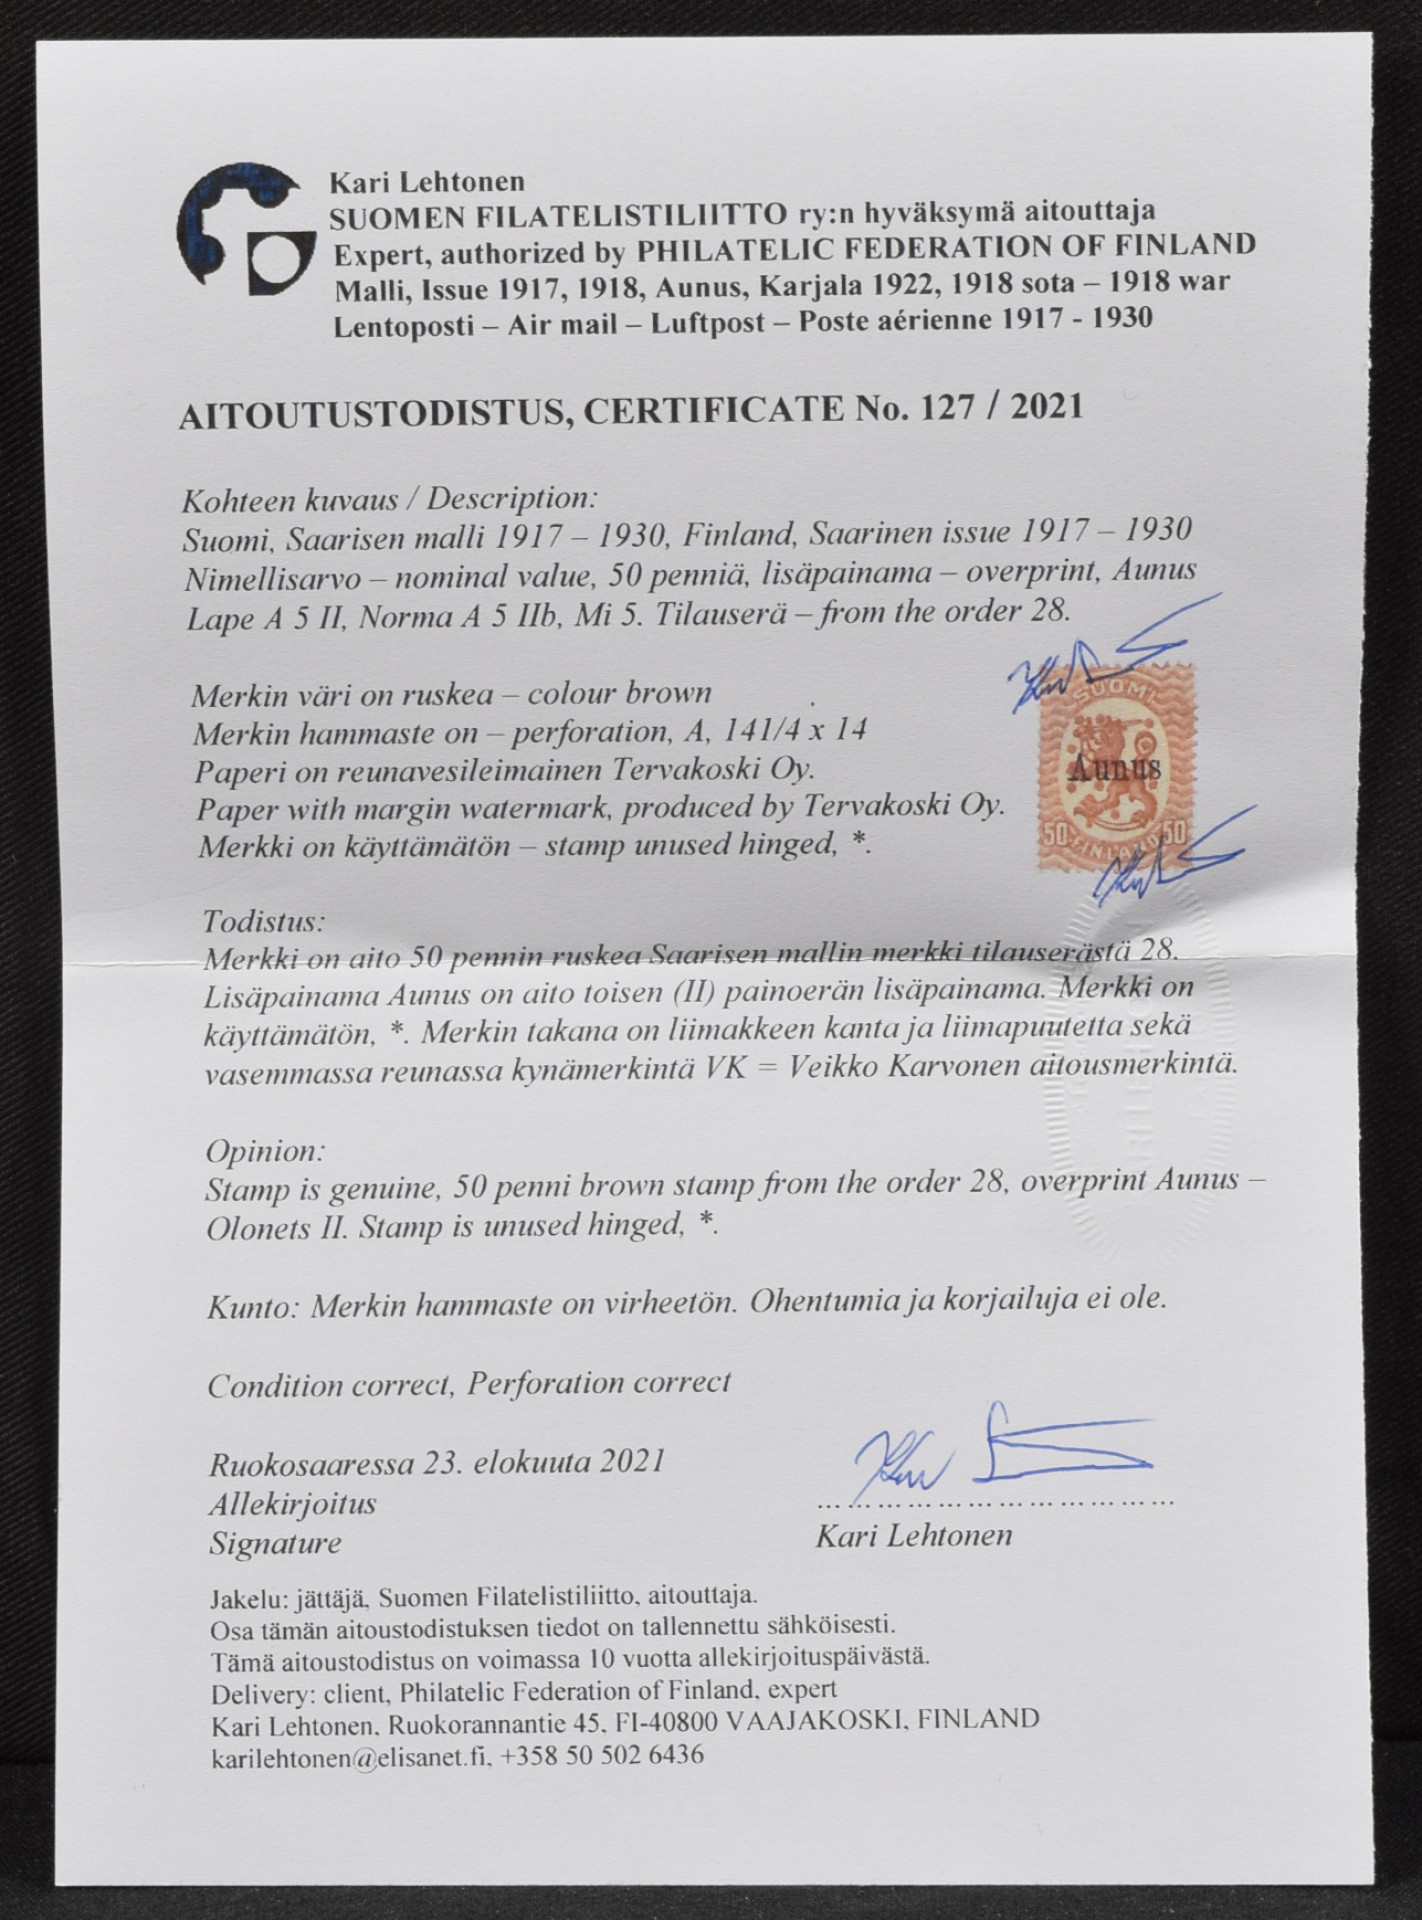 Kari Lehtonen
SUOMEN FILATELISTILIITTO ry:n hyväksymä aitouttaja
Expert, authorized by PHILATELIC FEDERATION OF FINLAND
Malli, Issue 1917, 1918, Aunus, Karjala 1922, 1918 sota – 1918 war
Lentoposti – Air mail – Luftpost – Poste aérienne 1917 - 1930
AITOUTUSTODISTUS, CERTIFICATE No. 127 / 2021
Kohteen kuvaus / Description:
Suomi, Saarisen malli 1917 – 1930, Finland, Saarinen issue 1917 – 1930
Nimellisarvo – nominal value, 50 penniä, lisäpainama – overprint, Aunus
Lape A 5 II, Norma A 5 IIb, Mi 5. Tilauserä – from the order 28.
Merkin väri on ruskea – colour brown
Merkin hammaste on – perforation, A, 141/4 x 14
Paperi on reunavesileimainen Tervakoski Oy.
Paper with margin watermark, produced by Tervakoski Oy.
Merkki on käyttämätön – stamp unused hinged, *.
SUOMI
Aunus
50 FINLAND 50
Todistus:
Merkki on aito 50 pennin ruskea Saarisen mallin merkki tilauserästä 28.
Lisäpainama Aunus on aito toisen (II) painoerän lisäpainama. Merkki on
käyttämätön, *. Merkin takana on liimakkeen kanta ja liimapuutetta sekä
vasemmassa reunassa kynämerkintä VK = Veikko Karvonen aitousmerkintä.
Opinion:
Stamp is genuine, 50 penni brown stamp from the order 28, overprint Aunus –
Olonets II. Stamp is unused hinged, *.
Kunto: Merkin hammaste on virheetön. Ohentumia ja korjailuja ei ole.
Condition correct, Perforation correct
Ruokosaaressa 23. elokuuta 2021
Allekirjoitus
Signature
Kari Lehtonen
Jakelu: jättäjä, Suomen Filatelistiliitto, aitouttaja.
Osa tämän aitoustodistuksen tiedot on tallennettu sähköisesti.
Tämä aitoustodistus on voimassa 10 vuotta allekirjoituspäivästä.
Delivery: client, Philatelic Federation of Finland, expert
Kari Lehtonen, Ruokorannantie 45, FI-40800 VAAJAKOSKI, FINLAND
karilehtonen@elisanet.fi, +358 50 502 6436